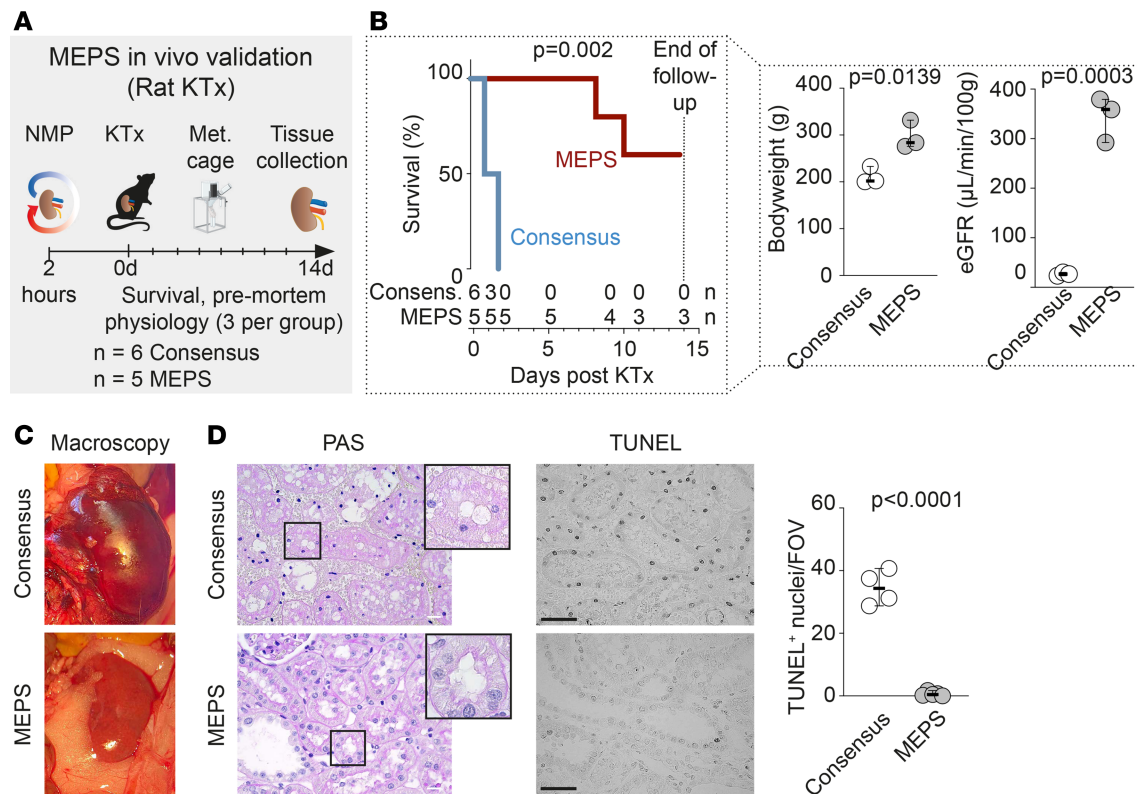 A
MEPS in vivo validation
(Rat KTx)
NMP
KTx
Met.
cage
Tissue
collection
2
0d
14d
hours
Survival, pre-mortem
physiology (3 per group)
n = 6 Consensus
n = 5 MEPS
B
p=0.002
End of
follow-
up
100
50
0
Survival (%)
MEPS
Consensus
Consens. 6 3 0 0 0 0 0 n
MEPS 5 5 5 5 4 3 3 n
0 5 10 15
Days post KTx
p=0.0139
400
300
200
100
0
Bodyweight (g)
Consensus
MEPS
p=0.0003
400
300
200
100
0
eGFR (µL/min/100g)
Consensus
MEPS
C
Macroscopy
Consensus
MEPS
D
PAS
TUNEL
Consensus
MEPS
p<0.0001
60
40
20
0
TUNEL+ nuclei/FOV
Consensus
MEPS